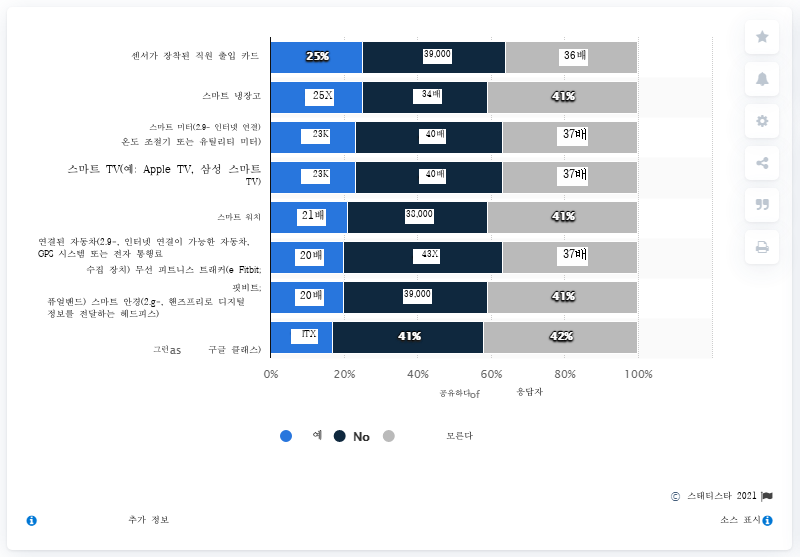 센서가 장착된 직원 출입 카드
25%
39,000
36배
스마트 냉장고
25X
34배
41%
스마트 미터(2.9- 인터넷 연결)
온도 조절기 또는 유틸리티 미터)
23K
40배
37배
스마트 TV(예: Apple TV, 삼성 스마트
TV)
23K
40배
37배
스마트 워치
21배
33,000
41%
연결된 자동차(2.9-, 인터넷 연결이 가능한 자동차,
GPS 시스템 또는 전자 통행료
수집 장치) 무선 피트니스 트래커(e Fitbit;
20배
43X
37배
핏비트;
퓨얼밴드) 스마트 안경(2.g-, 핸즈프리로 디지털
정보를 전달하는 헤드피스)
20배
39,000
41%
그런as 구글 클래스)
ITX
41%
42%
0% 20% 40% 60% 80% 100%
공유하다of 응답자
예 No 모른다
© 스태티스타 2021
추가 정보
소스 표시